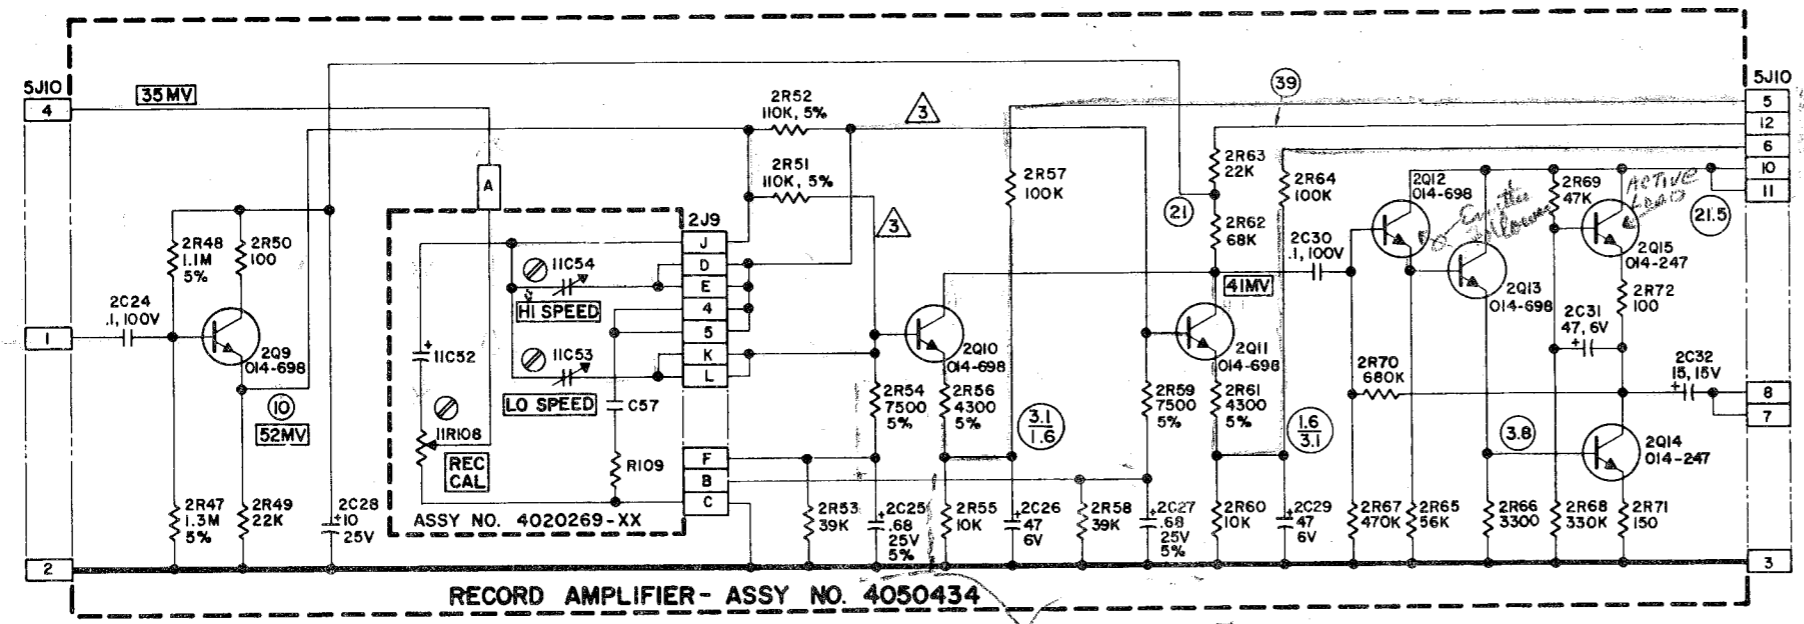 5J10
4
1
2
35 MV
2R48
1.1M
5%
2R50
100
2C24
.1, 100V
2Q9
014-698
10
52MV
2R47
1.3M
5%
2R49
22K
2C28
10
25V
A
11C54
HI SPEED
11C52
11C53
LO SPEED
C57
11R108
REC
CAL
R109
ASSY NO. 4020269-XX
2J9
J
D
E
4
5
K
L
F
B
C
2R52
110K, 5%
2R51
110K, 5%
3
3
2R57
100K
2Q10
014-698
2R54
7500
5%
2R56
4300
5%
3.1
1.6
2R53
39K
2C25
.68
25V
5%
2R55
10K
2C26
47
6V
2R58
39K
2C27
.68
25V
5%
39
2R63
22K
21
2R62
68K
2R64
100K
41MV
2C30
.1, 100V
2Q11
014-698
2R59
7500
5%
2R61
4300
5%
1.6
3.1
2R60
10K
2C29
47
6V
2Q12
014-698
Emitter
Follower
2R69
47K
ACTIVE
LOAD
21.5
2Q13
014-698
2Q15
014-247
2R72
100
2C31
47, 6V
2R70
680K
2C32
15, 15V
3.8
2Q14
014-247
2R67
470K
2R65
56K
2R66
3300
2R68
330K
2R71
150
5J10
5
12
6
10
11
8
7
3
RECORD AMPLIFIER- ASSY NO. 4050434